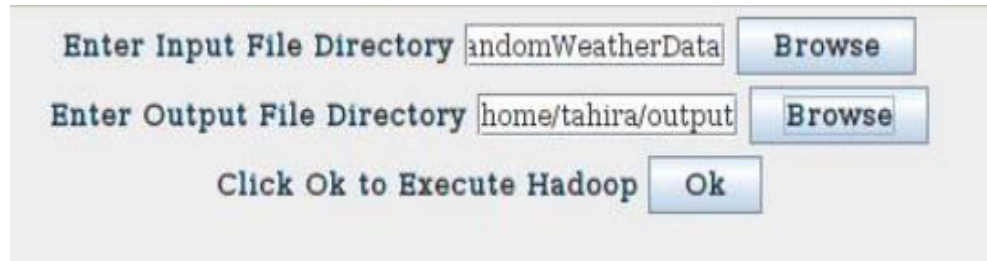 Enter Input File Directory andomWeatherData Browse
Enter Output File Directory home/tahira/output Browse
Click Ok to Execute Hadoop Ok